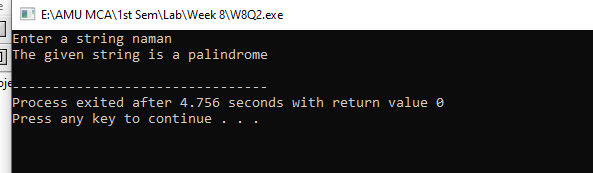 E:\AMU MCA\1st Sem\Lab\Week 8\W8Q2.exe
Enter a string naman
The given string is a palindrome
--------------------------------
Process exited after 4.756 seconds with return value 0
Press any key to continue . . .